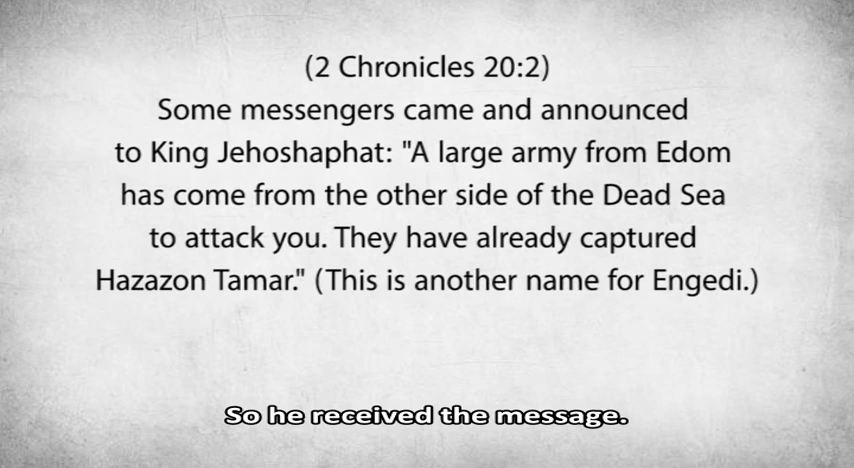 (2 Chronicles 20:2)
Some messengers came and announced
to King Jehoshaphat: "A large army from Edom
has come from the other side of the Dead Sea
to attack you. They have already captured
Hazazon Tamar." (This is another name for Engedi.)
So he received the message.